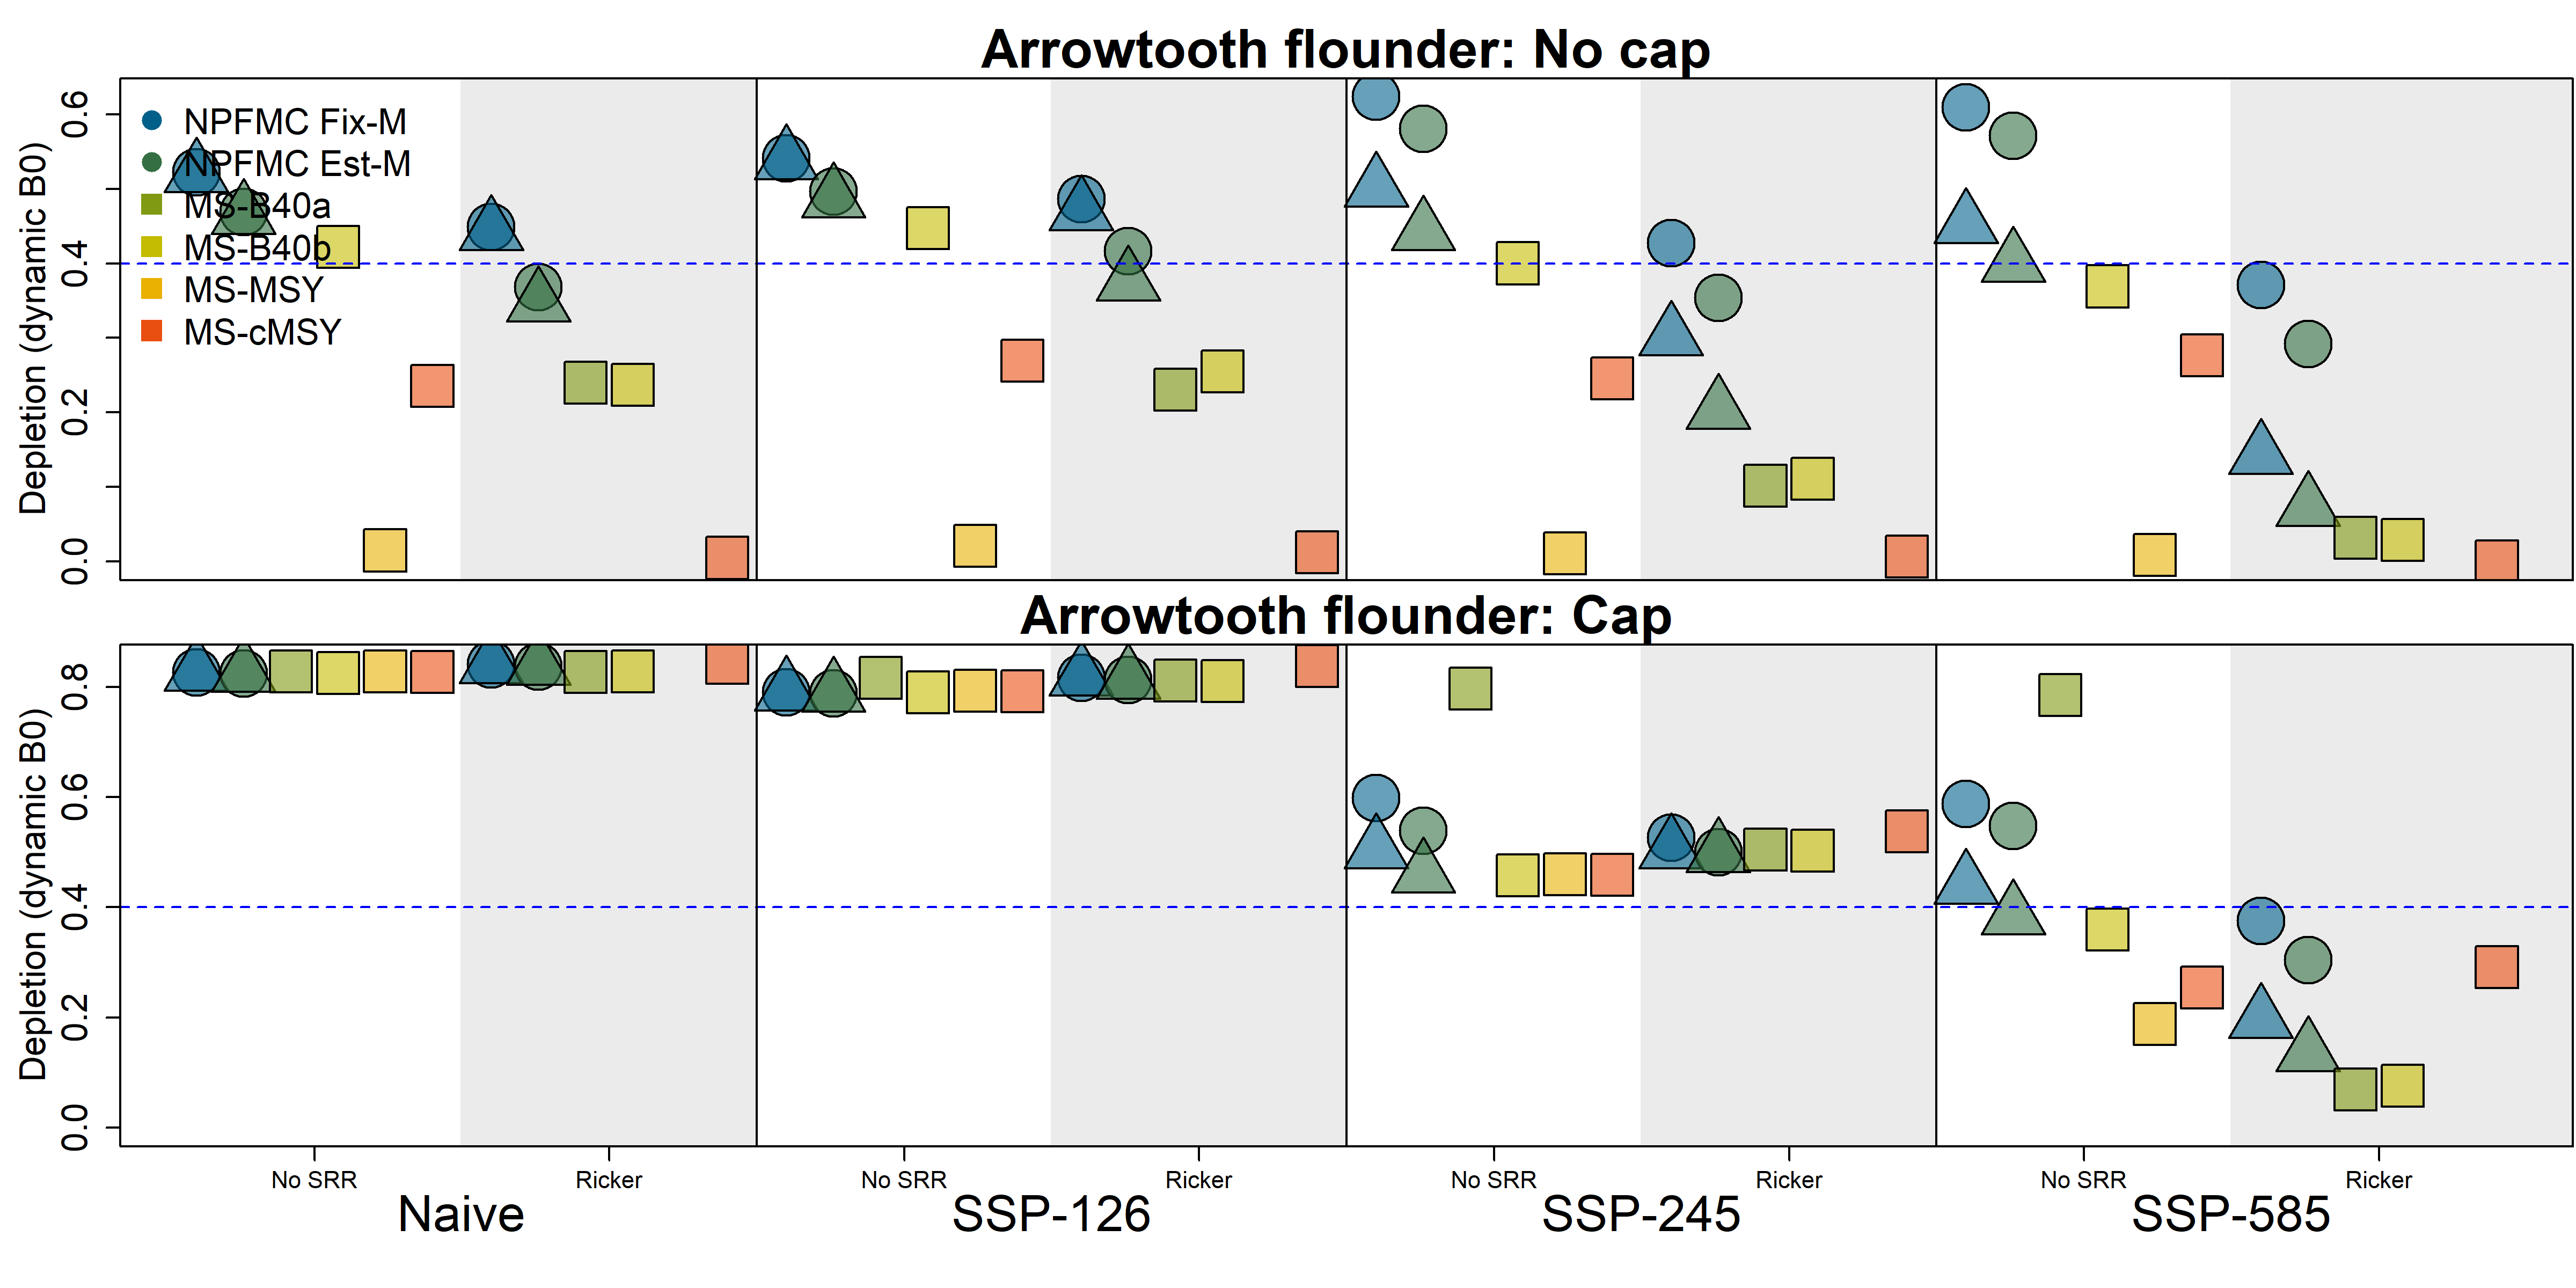 Arrowtooth flounder: No cap
Depletion (dynamic B0)
0.6
0.4
0.2
0.0
NPFMC Fix-M
NPFMC Est-M
MS-B40a
MS-B40b
MS-MSY
MS-cMSY
Arrowtooth flounder: Cap
Depletion (dynamic B0)
0.8
0.6
0.4
0.2
0.0
No SRR Ricker No SRR Ricker No SRR Ricker No SRR Ricker
Naive SSP-126 SSP-245 SSP-585